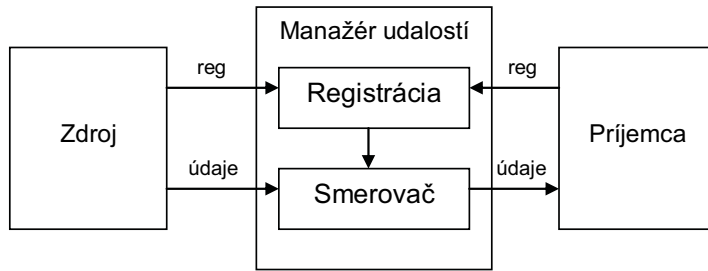 Manažér udalostí
reg
Registrácia
reg
Zdroj
Príjemca
údaje
Smerovač
údaje